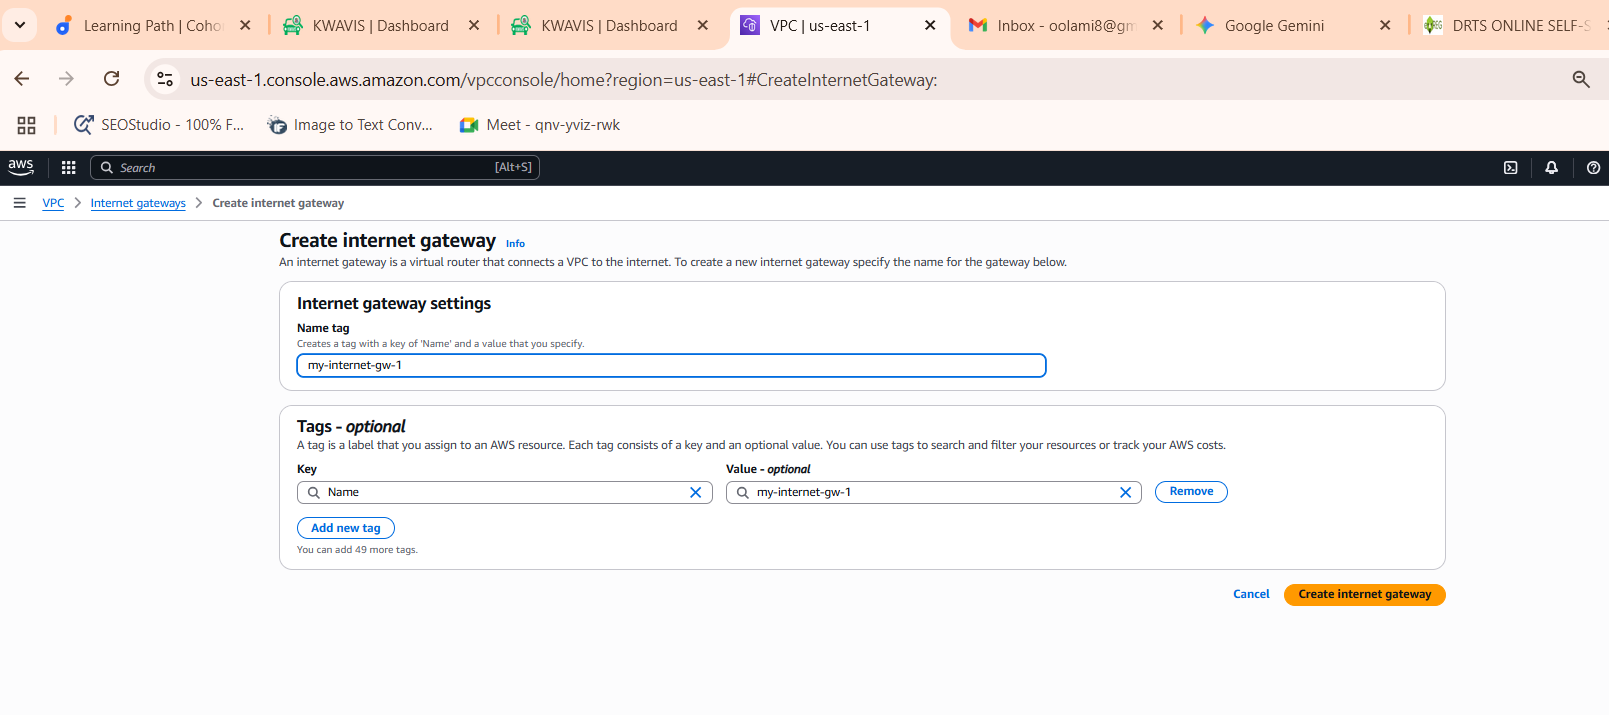 Learning Path | Coho
KWAVIS | Dashboard
KWAVIS | Dashboard
VPC | us-east-1
Inbox - oolami8@gm
Google Gemini
DRTS ONLINE SELF-S
us-east-1.console.aws.amazon.com/vpcconsole/home?region=us-east-1#CreateInternetGateway:
SEOStudio - 100% F...
Image to Text Conv...
Meet - qnv-yviz-rwk
aws
Search
[Alt+S]
VPC
Internet gateways
Create internet gateway
Create internet gateway Info
An internet gateway is a virtual router that connects a VPC to the internet. To create a new internet gateway specify the name for the gateway below.
Internet gateway settings
Name tag
Creates a tag with a key of 'Name' and a value that you specify.
my-internet-gw-1
Tags - optional
A tag is a label that you assign to an AWS resource. Each tag consists of a key and an optional value. You can use tags to search and filter your resources or track your AWS costs.
Key
Value - optional
Name
my-internet-gw-1
Remove
Add new tag
You can add 49 more tags.
Cancel
Create internet gateway